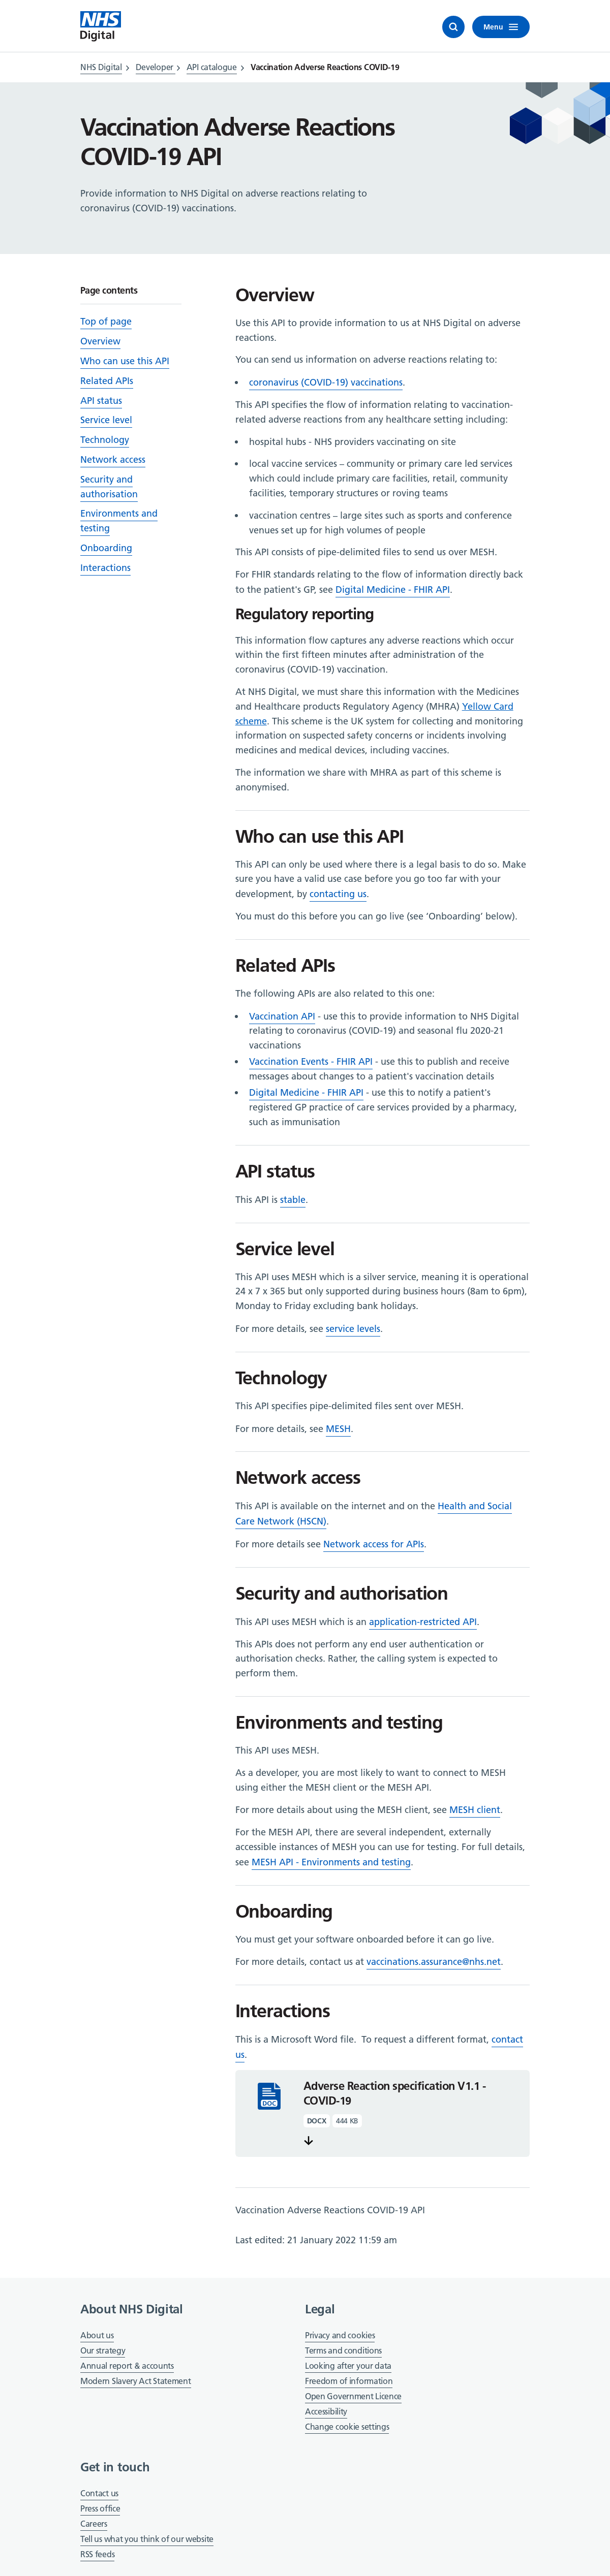 NHS
Digital
Menu
NHS Digital > Developer > API catalogue > Vaccination Adverse Reactions COVID-19
Vaccination Adverse Reactions
COVID-19 API
Provide information to NHS Digital on adverse reactions relating to
coronavirus (COVID-19) vaccinations.
Page contents
Top of page
Overview
Who can use this API
Related APIs
API status
Service level
Technology
Network access
Security and
authorisation
Environments and
testing
Onboarding
Interactions
Overview
Use this API to provide information to us at NHS Digital on adverse
reactions.
You can send us information on adverse reactions relating to:
• coronavirus (COVID-19) vaccinations.
This API specifies the flow of information relating to vaccination-
related adverse reactions from any healthcare setting including:
• hospital hubs - NHS providers vaccinating on site
• local vaccine services – community or primary care led services
which could include primary care facilities, retail, community
facilities, temporary structures or roving teams
• vaccination centres – large sites such as sports and conference
venues set up for high volumes of people
This API consists of pipe-delimited files to send us over MESH.
For FHIR standards relating to the flow of information directly back
to the patient's GP, see Digital Medicine - FHIR API.
Regulatory reporting
This information flow captures any adverse reactions which occur
within the first fifteen minutes after administration of the
coronavirus (COVID-19) vaccination.
At NHS Digital, we must share this information with the Medicines
and Healthcare products Regulatory Agency (MHRA) Yellow Card
scheme. This scheme is the UK system for collecting and monitoring
information on suspected safety concerns or incidents involving
medicines and medical devices, including vaccines.
The information we share with MHRA as part of this scheme is
anonymised.
Who can use this API
This API can only be used where there is a legal basis to do so. Make
sure you have a valid use case before you go too far with your
development, by contacting us.
You must do this before you can go live (see ‘Onboarding’ below).
Related APIs
The following APIs are also related to this one:
• Vaccination API - use this to provide information to NHS Digital
relating to coronavirus (COVID-19) and seasonal flu 2020-21
vaccinations
• Vaccination Events - FHIR API - use this to publish and receive
messages about changes to a patient's vaccination details
• Digital Medicine - FHIR API - use this to notify a patient's
registered GP practice of care services provided by a pharmacy,
such as immunisation
API status
This API is stable.
Service level
This API uses MESH which is a silver service, meaning it is operational
24 x 7 x 365 but only supported during business hours (8am to 6pm),
Monday to Friday excluding bank holidays.
For more details, see service levels.
Technology
This API specifies pipe-delimited files sent over MESH.
For more details, see MESH.
Network access
This API is available on the internet and on the Health and Social
Care Network (HSCN).
For more details see Network access for APIs.
Security and authorisation
This API uses MESH which is an application-restricted API.
This APIs does not perform any end user authentication or
authorisation checks. Rather, the calling system is expected to
perform them.
Environments and testing
This API uses MESH.
As a developer, you are most likely to want to connect to MESH
using either the MESH client or the MESH API.
For more details about using the MESH client, see MESH client.
For the MESH API, there are several independent, externally
accessible instances of MESH you can use for testing. For full details,
see MESH API - Environments and testing.
Onboarding
You must get your software onboarded before it can go live.
For more details, contact us at vaccinations.assurance@nhs.net.
Interactions
This is a Microsoft Word file.  To request a different format, contact
us.
DOC
Adverse Reaction specification V1.1 -
COVID-19
DOCX 444 KB
Vaccination Adverse Reactions COVID-19 API
Last edited: 21 January 2022 11:59 am
About NHS Digital
About us
Our strategy
Annual report & accounts
Modern Slavery Act Statement
Legal
Privacy and cookies
Terms and conditions
Looking after your data
Freedom of information
Open Government Licence
Accessibility
Change cookie settings
Get in touch
Contact us
Press office
Careers
Tell us what you think of our website
RSS feeds